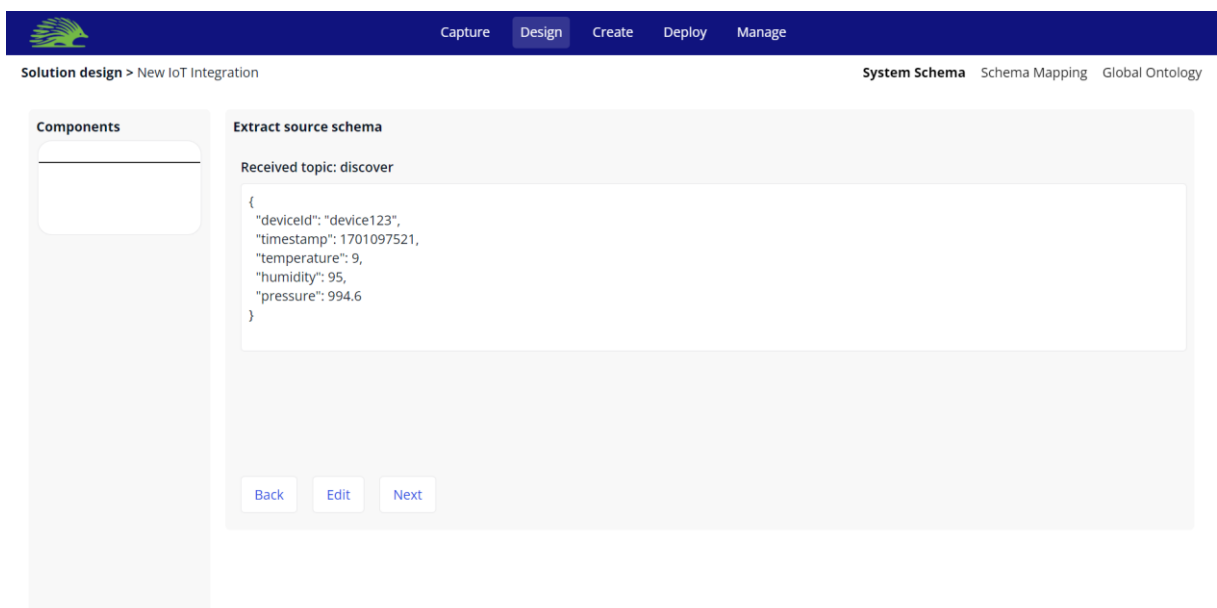 Capture Design Create Deploy Manage
Solution design > New IoT Integration
System Schema Schema Mapping Global Ontology
Components
Extract source schema
Received topic: discover
{
"deviceId": "device123",
"timestamp": 1701097521,
"temperature": 9,
"humidity": 95,
"pressure": 994.6
}
Back Edit Next